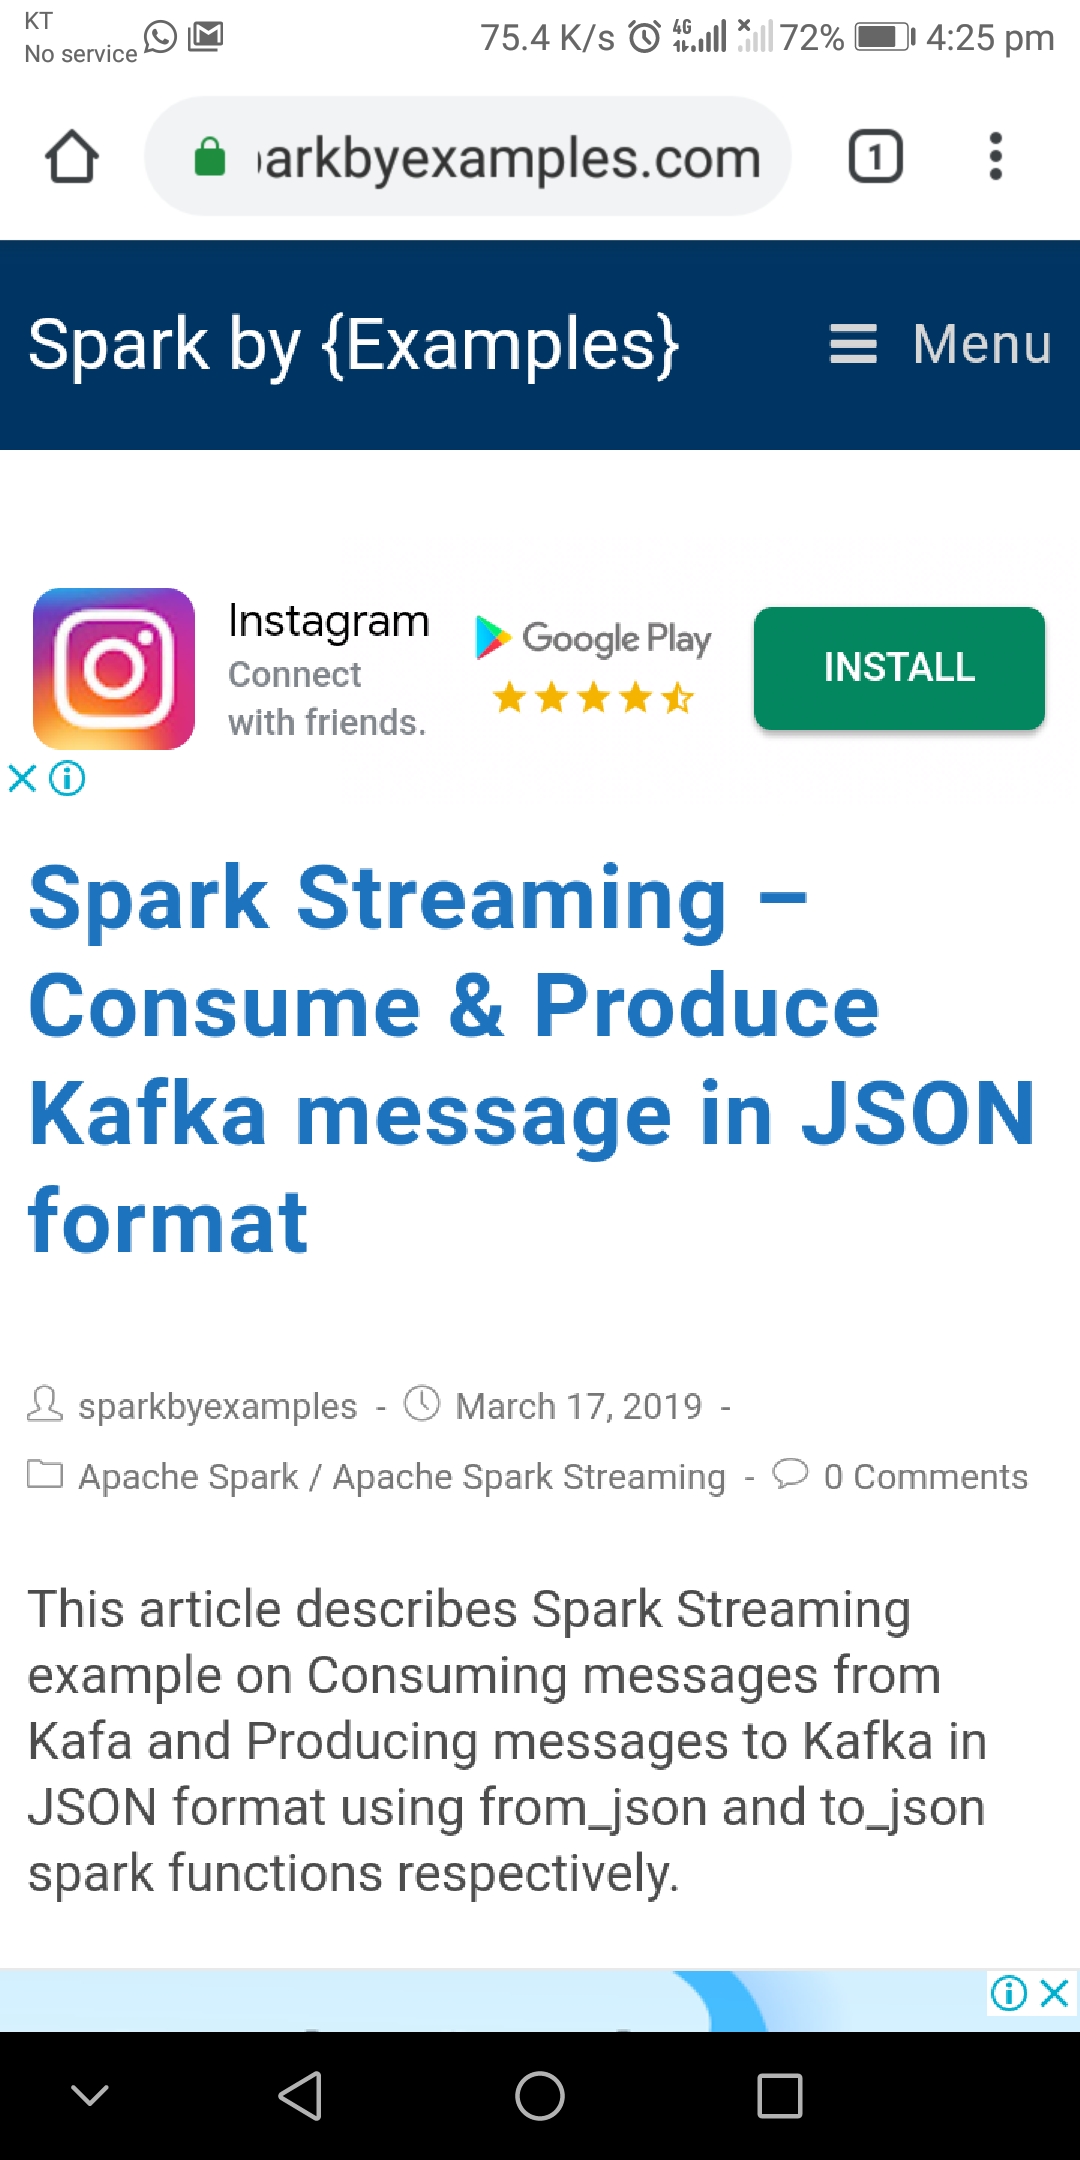 KT
No service
75.4 K/s 4G 72% 4:25 pm
arkbyexamples.com
1
Spark by {Examples}
Menu
Instagram
Connect
with friends.
Google Play
INSTALL
Spark Streaming –
Consume & Produce
Kafka message in JSON
format
sparkbyexamples - March 17, 2019 -
Apache Spark / Apache Spark Streaming - 0 Comments
This article describes Spark Streaming
example on Consuming messages from
Kafa and Producing messages to Kafka in
JSON format using from_json and to_json
spark functions respectively.